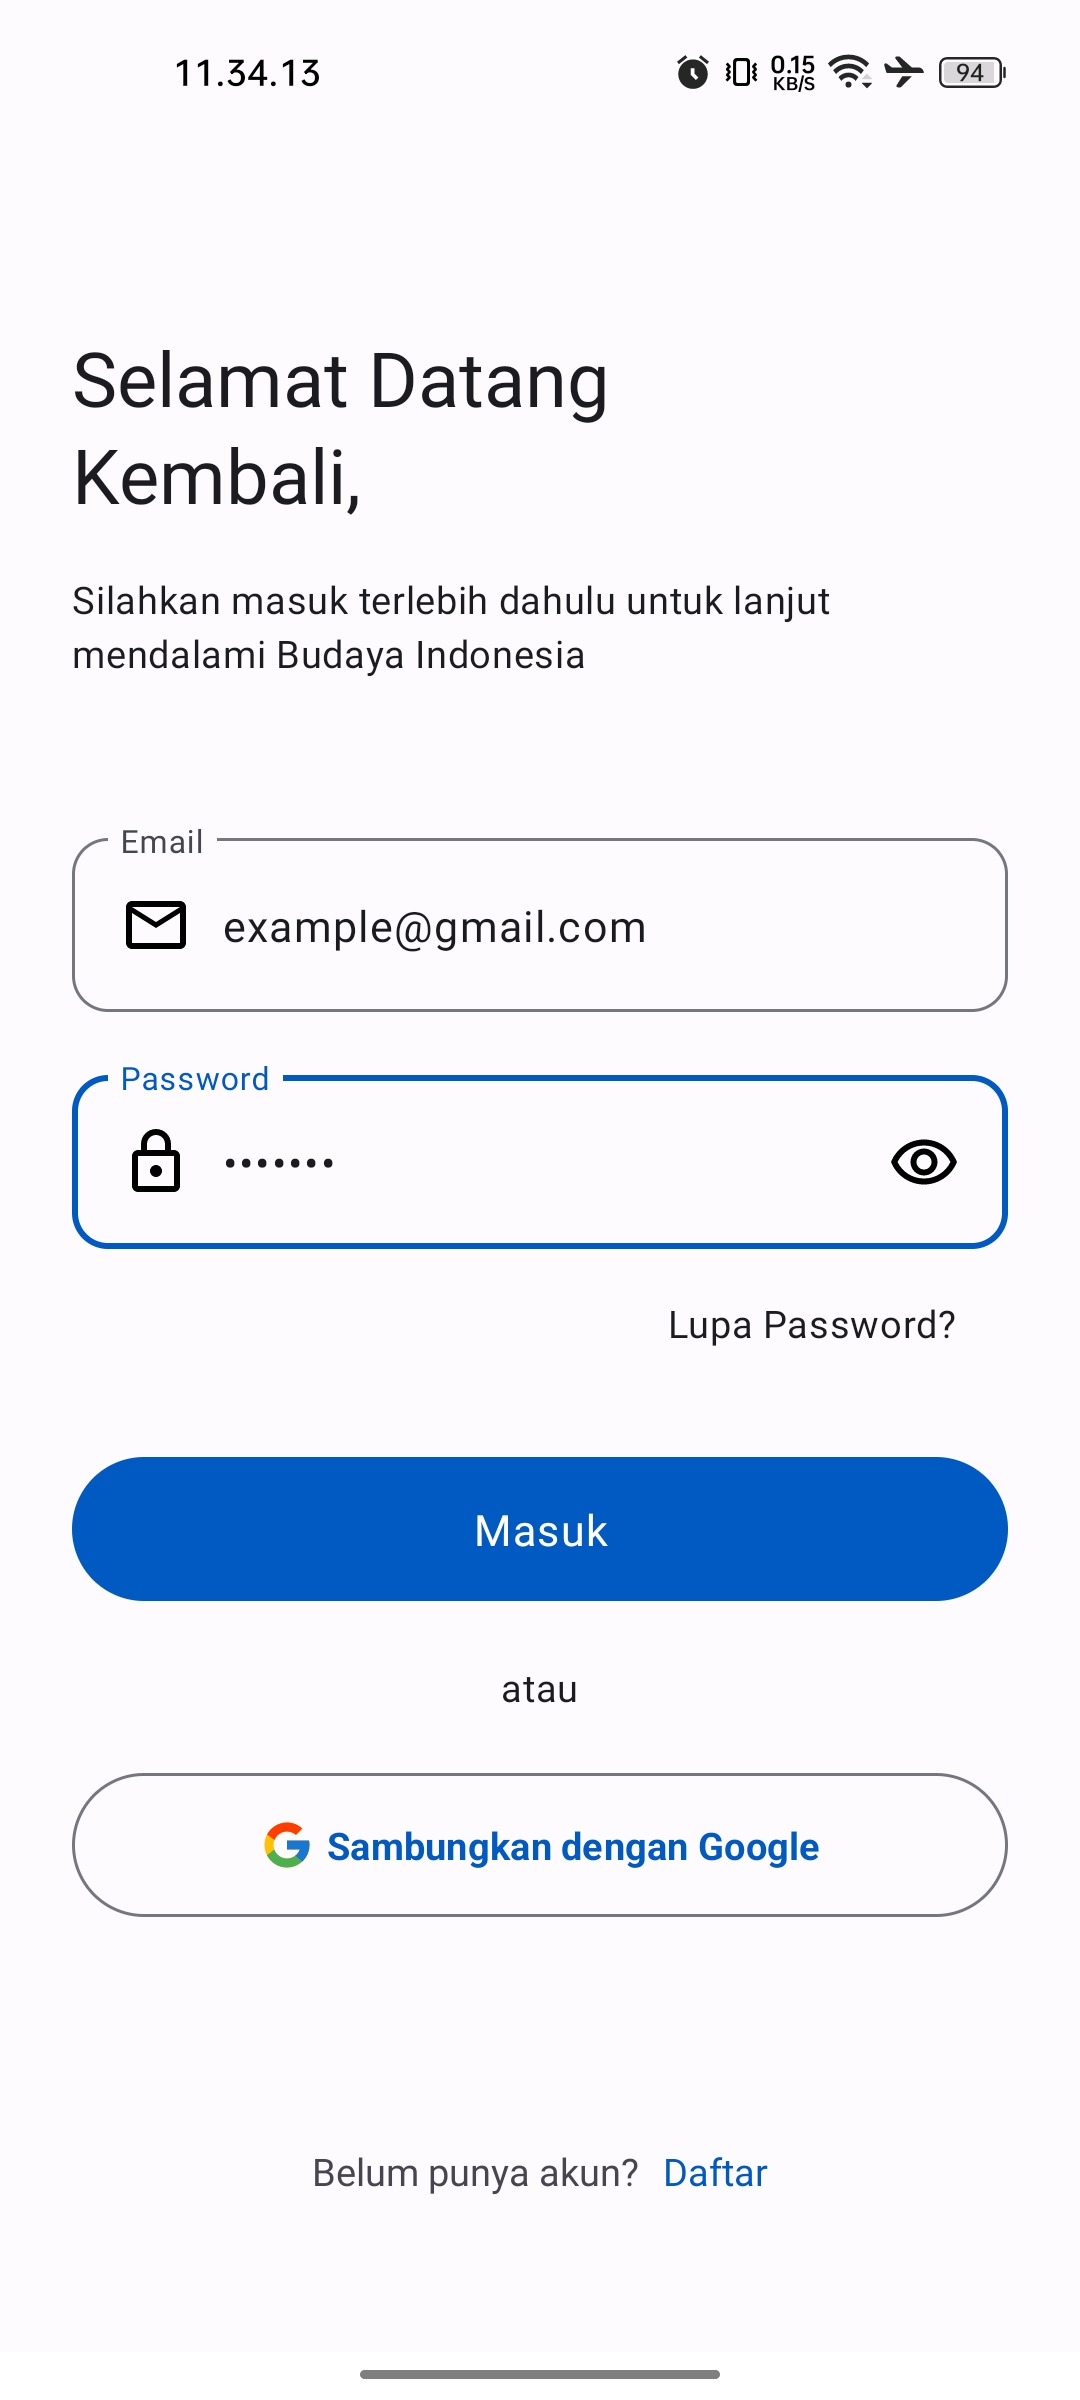 11.34.13
0.15
KB/S
94
Selamat Datang
Kembali,
Silahkan masuk terlebih dahulu untuk lanjut
mendalami Budaya Indonesia
Email
example@gmail.com
Password
•••••••
Lupa Password?
Masuk
atau
Sambungkan dengan Google
Belum punya akun? Daftar